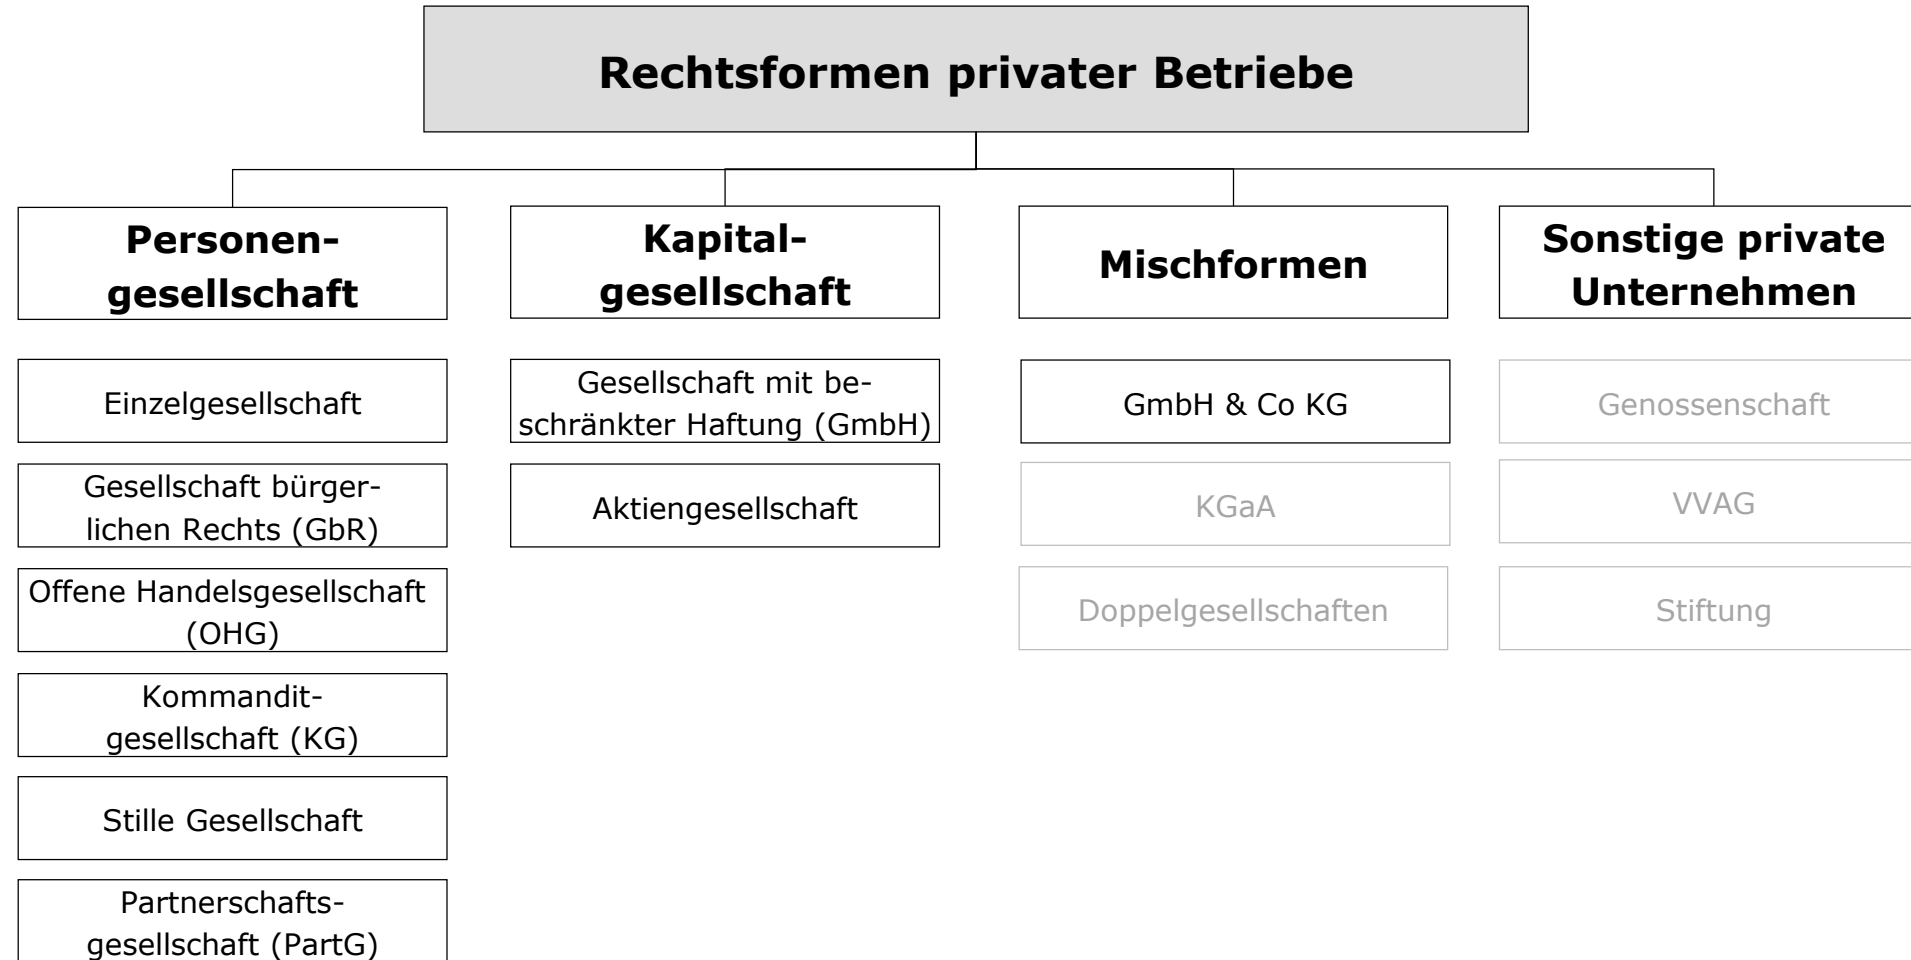 Rechtsformen privater Betriebe
Personen-
gesellschaft
Kapital-
gesellschaft
Mischformen
Sonstige private
Unternehmen
Einzelgesellschaft
Gesellschaft bürger-
lichen Rechts (GbR)
Offene Handelsgesellschaft
(OHG)
Kommandit-
gesellschaft (KG)
Stille Gesellschaft
Partnerschafts-
gesellschaft (PartG)
Gesellschaft mit be-
schränkter Haftung (GmbH)
Aktiengesellschaft
GmbH & Co KG
KGaA
Doppelgesellschaften
Genossenschaft
VVAG
Stiftung